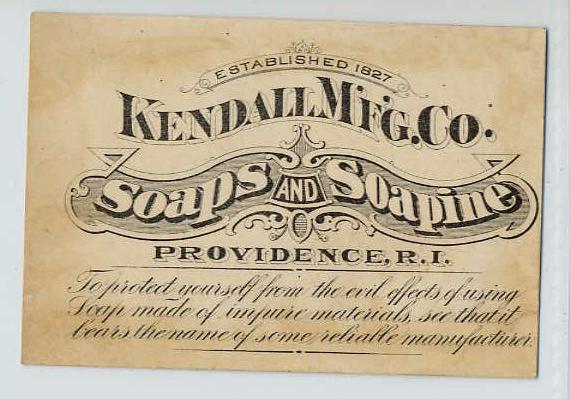 ESTABLISHED 1827
KENDALL M'F'G. CO.
Soaps AND Soapine
PROVIDENCE, R.I.
To protect yourself from the evil effects of using
Soap made of impure materials, see that it
bears the name of some reliable manufacturer.